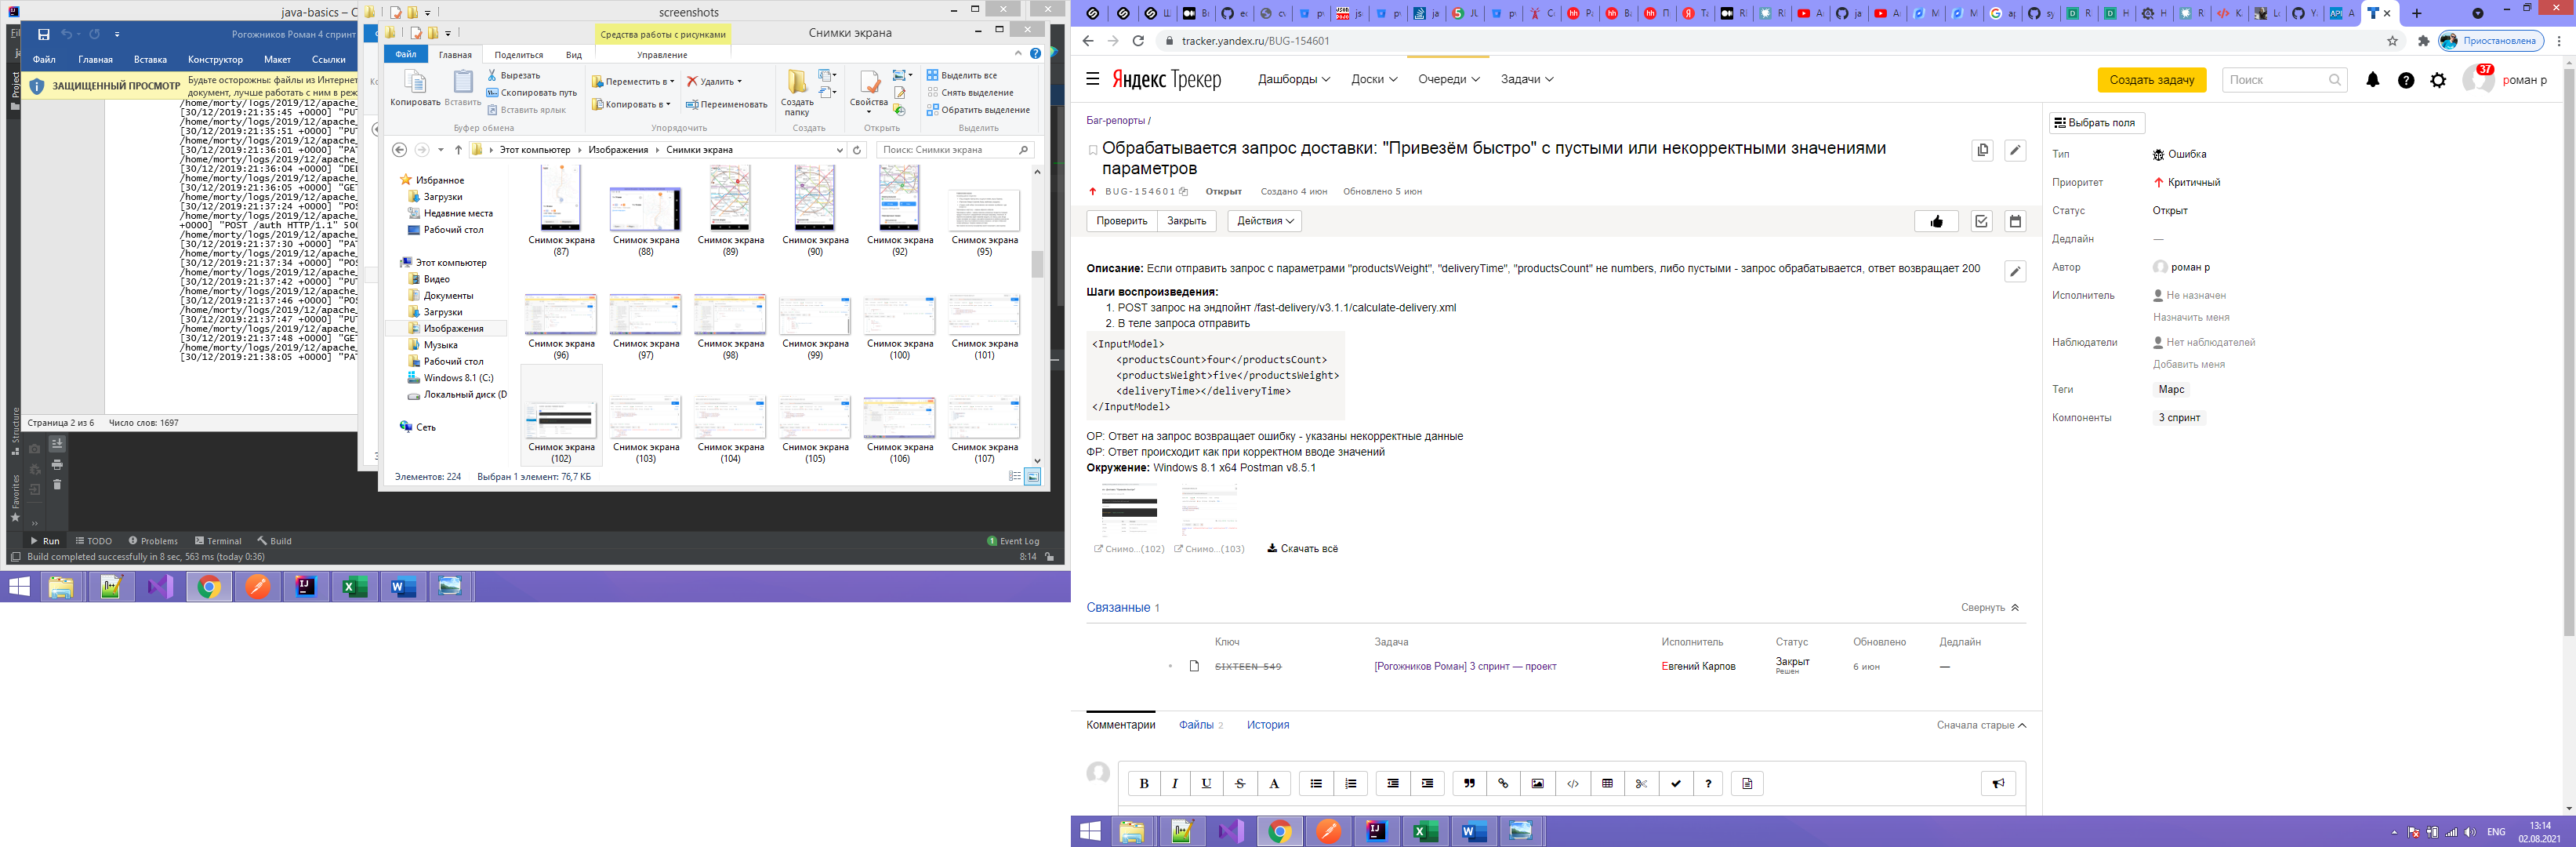 java-basics – C
Рогожников Роман 4 спринт
Файл Главная Вставка Конструктор Макет Ссылки
ЗАЩИЩЕННЫЙ ПРОСМОТР
Будьте осторожны: файлы из Интернет
документ, лучше работать с ним в реж
/home/morty/logs/2019/12/apache_
[30/12/2019:21:35:45 +0000] "PU
/home/morty/logs/2019/12/apache_
[30/12/2019:21:35:51 +0000] "PU
/home/morty/logs/2019/12/apache_
[30/12/2019:21:36:01 +0000] "PA
/home/morty/logs/2019/12/apache_
[30/12/2019:21:36:04 +0000] "DEL
/home/morty/logs/2019/12/apache_
[30/12/2019:21:36:05 +0000] "GE
/home/morty/logs/2019/12/apache_
[30/12/2019:21:37:24 +0000] "POS
/home/morty/logs/2019/12/apache_
+0000] "POST /auth HTTP/1.1" 500
/home/morty/logs/2019/12/apache_
[30/12/2019:21:37:30 +0000] "PA
/home/morty/logs/2019/12/apache_
[30/12/2019:21:37:34 +0000] "POS
/home/morty/logs/2019/12/apache_
[30/12/2019:21:37:42 +0000] "PU
/home/morty/logs/2019/12/apache_
[30/12/2019:21:37:46 +0000] "POS
/home/morty/logs/2019/12/apache_
[30/12/2019:21:37:47 +0000] "PU
/home/morty/logs/2019/12/apache_
[30/12/2019:21:37:48 +0000] "GE
/home/morty/logs/2019/12/apache_
[30/12/2019:21:38:05 +0000] "PA
Страница 2 из 6 Число слов: 1697
Project
Structure
Favorites
Run TODO Problems Terminal Build
Event Log
Build completed successfully in 8 sec, 563 ms (today 0:36)
8:14
screenshots
Средства работы с рисунками
Снимки экрана
Файл Главная Поделиться Вид Управление
Копировать Вставить
Вырезать
Скопировать путь
Вставить ярлык
Буфер обмена
Переместить в
Копировать в
Удалить
Переименовать
Упорядочить
Создать папку
Создать
Свойства
Открыть
Выделить все
Снять выделение
Обратить выделение
Выделить
Этот компьютер Изображения Снимки экрана
Поиск: Снимки экрана
Избранное
Загрузки
Недавние места
Рабочий стол
Этот компьютер
Видео
Документы
Загрузки
Изображения
Музыка
Рабочий стол
Windows 8.1 (C:)
Локальный диск (D
Сеть
Снимок экрана (87)
Снимок экрана (88)
Снимок экрана (89)
Снимок экрана (90)
Снимок экрана (92)
Снимок экрана (95)
Снимок экрана (96)
Снимок экрана (97)
Снимок экрана (98)
Снимок экрана (99)
Снимок экрана (100)
Снимок экрана (101)
Снимок экрана (102)
Снимок экрана (103)
Снимок экрана (104)
Снимок экрана (105)
Снимок экрана (106)
Снимок экрана (107)
Элементов: 224 Выбран 1 элемент: 76,7 КБ
tracker.yandex.ru/BUG-154601
Приостановлена
Яндекс Трекер
Дашборды Доски Очереди Задачи
Создать задачу
Поиск
37
роман р
Баг-репорты /
Обрабатывается запрос доставки: "Привезём быстро" с пустыми или некорректными значениями
параметров
BUG-154601 Открыт Создано 4 июн Обновлено 5 июн
Проверить Закрыть Действия
Описание: Если отправить запрос с параметрами "productsWeight", "deliveryTime", "productsCount" не numbers, либо пустыми - запрос обрабатывается, ответ возвращает 200
Шаги воспроизведения:
1. POST запрос на эндпойнт /fast-delivery/v3.1.1/calculate-delivery.xml
2. В теле запроса отправить
<InputModel>
<productsCount>four</productsCount>
<productsWeight>five</productsWeight>
<deliveryTime></deliveryTime>
</InputModel>
ОР: Ответ на запрос возвращает ошибку - указаны некорректные данные
ФР: Ответ происходит как при корректном вводе значений
Окружение: Windows 8.1 x64 Postman v8.5.1
Снимо...(102) Снимо...(103) Скачать всё
Связанные 1
Свернуть
Ключ Задача Исполнитель Статус Обновлено Дедлайн
SIXTEEN-549 [Рогожников Роман] 3 спринт — проект Евгений Карпов Закрыт 6 июн —
Решен
Комментарии Файлы 2 История
Сначала старые
Выбрать поля
Тип Ошибка
Приоритет Критичный
Статус Открыт
Дедлайн —
Автор роман р
Исполнитель Не назначен
Назначить меня
Наблюдатели Нет наблюдателей
Добавить меня
Теги Марс
Компоненты 3 спринт
ENG
13:14
02.08.2021